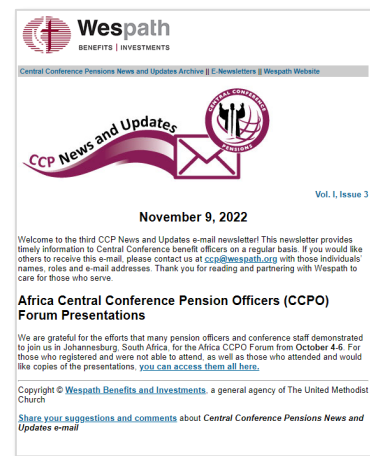 Wespath
BENEFITS | INVESTMENTS
Central Conference Pensions News and Updates Archive || E-Newsletters || Wespath Website
CCP News and Updates
CENTRAL CONFERENCE
PENSIONS
Vol. I, Issue 3
November 9, 2022
Welcome to the third CCP News and Updates e-mail newsletter! This newsletter provides
timely information to Central Conference benefit officers on a regular basis. If you would like
others to receive this e-mail, please contact us at ccp@wespath.org with those individuals'
names, roles and e-mail addresses. Thank you for reading and partnering with Wespath to
care for those who serve.
Africa Central Conference Pension Officers (CCPO)
Forum Presentations
We are grateful for the efforts that many pension officers and conference staff demonstrated
to join us in Johannesburg, South Africa, for the Africa CCPO Forum from October 4-6. For
those who registered and were not able to attend, as well as those who attended and would
like copies of the presentations, you can access them all here.
Copyright © Wespath Benefits and Investments, a general agency of The United Methodist
Church
Share your suggestions and comments about Central Conference Pensions News and
Updates e-mail